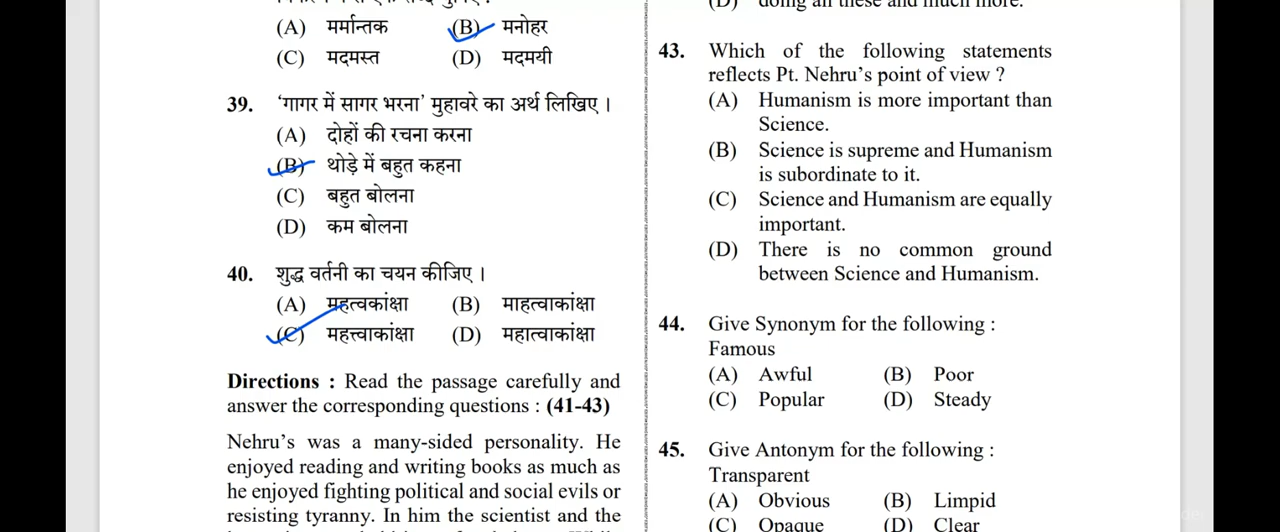 (A) मर्मान्तक (B) मनोहर
(C) मदमस्त (D) मदमयी
39. ‘गागर में सागर भरना’ मुहावरे का अर्थ लिखिए ।
(A) दोहों की रचना करना
(B) थोड़े में बहुत कहना
(C) बहुत बोलना
(D) कम बोलना
40. शुद्ध वर्तनी का चयन कीजिए ।
(A) महत्वकांक्षा (B) माहत्वाकांक्षा
(C) महत्त्वाकांक्षा (D) महात्वाकांक्षा
Directions : Read the passage carefully and
answer the corresponding questions : (41-43)
Nehru’s was a many-sided personality. He
enjoyed reading and writing books as much as
he enjoyed fighting political and social evils or
resisting tyranny. In him the scientist and the
(D) doing all these and much more.
43. Which of the following statements
reflects Pt. Nehru’s point of view ?
(A) Humanism is more important than
Science.
(B) Science is supreme and Humanism
is subordinate to it.
(C) Science and Humanism are equally
important.
(D) There is no common ground
between Science and Humanism.
44. Give Synonym for the following :
Famous
(A) Awful (B) Poor
(C) Popular (D) Steady
45. Give Antonym for the following :
Transparent
(A) Obvious (B) Limpid
(C) Opaque (D) Clear